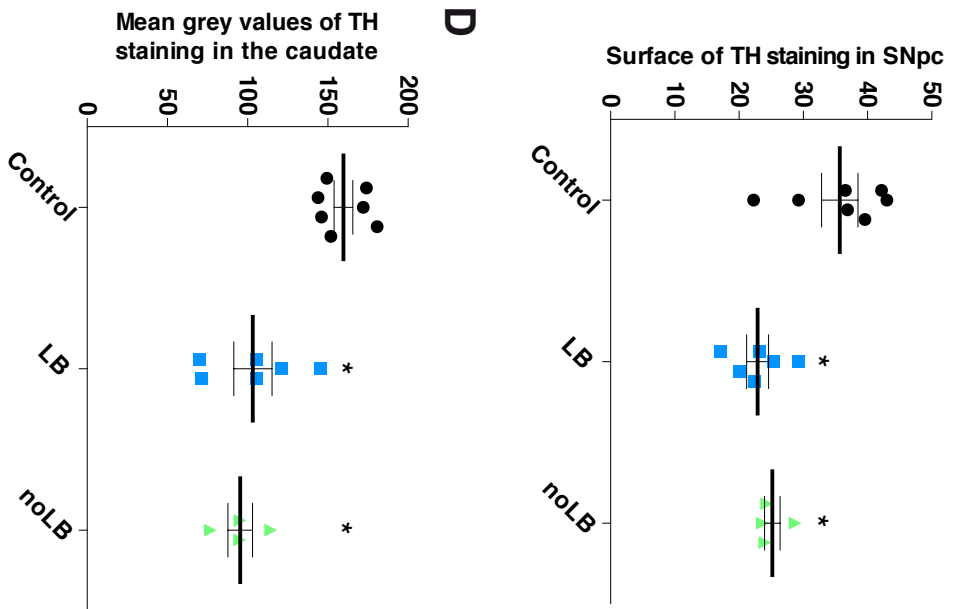 D
Mean grey values of TH
staining in the caudate
0
50
100
150
200
Control
LB
*
noLB
*
Surface of TH staining in SNpc
0
10
20
30
40
50
Control
LB
*
noLB
*